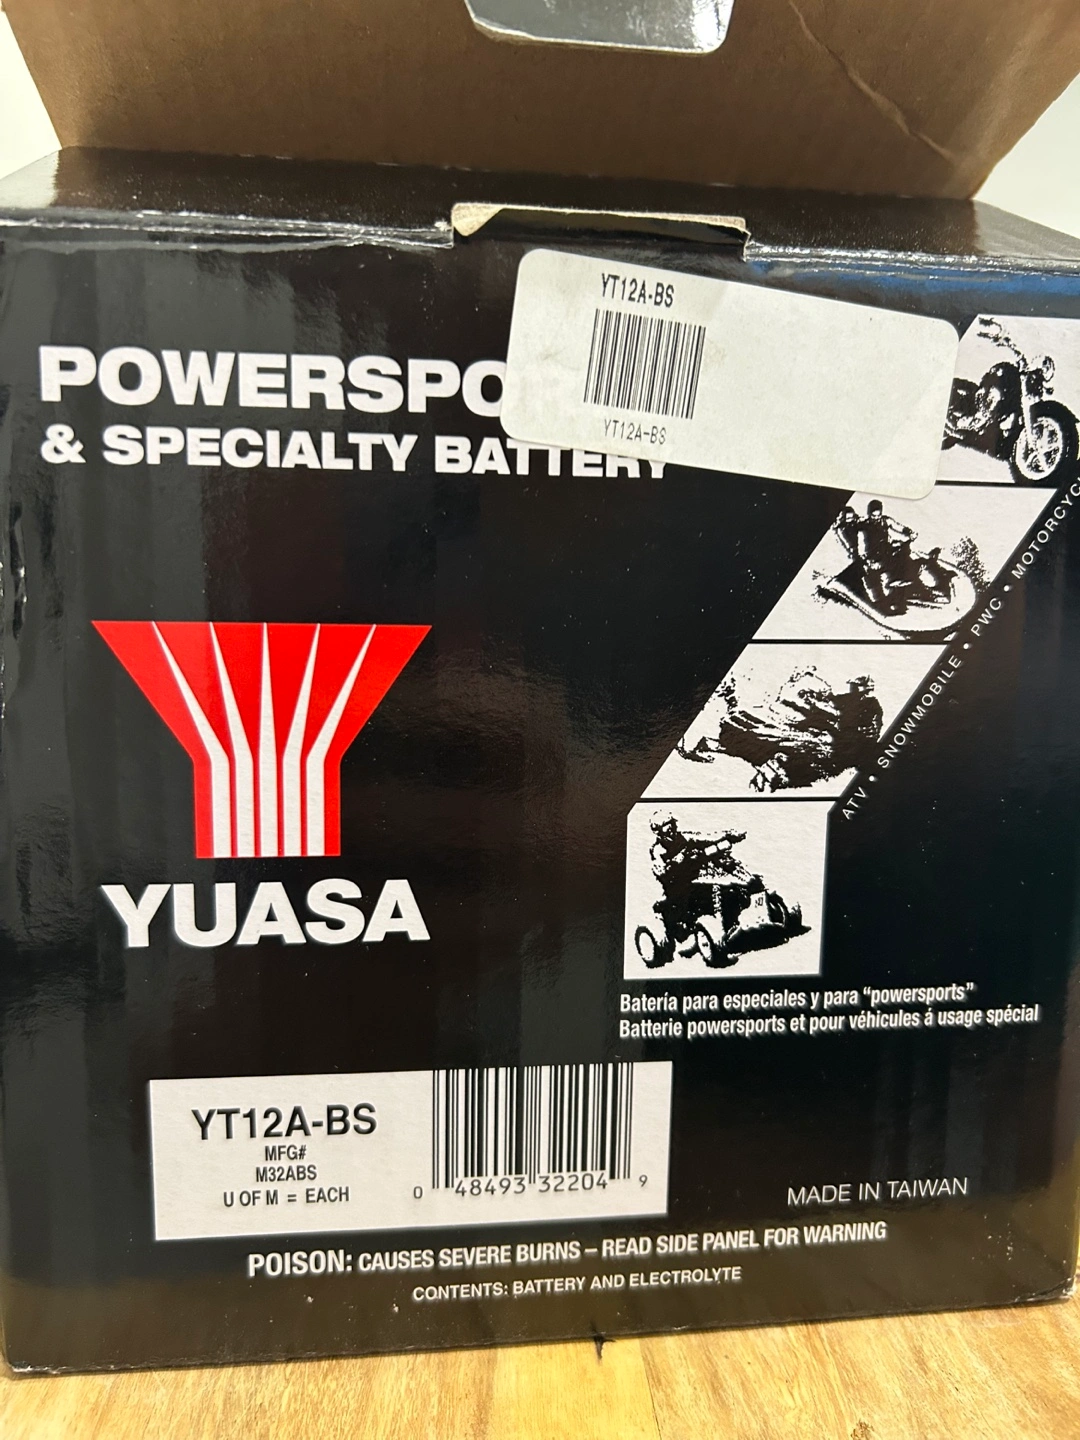 YT12A-BS
YT12A-BS
POWERSPO
& SPECIALTY BATTERY
YUASA
ATV • SNOWMOBILE • PWC • MOTORCYC
Batería para especiales y para “powersports”
Batterie powersports et pour véhicules á usage spécial
YT12A-BS
MFG#
M32ABS
U OF M = EACH
0 48493 32204 9
MADE IN TAIWAN
POISON: CAUSES SEVERE BURNS – READ SIDE PANEL FOR WARNING
CONTENTS: BATTERY AND ELECTROLYTE